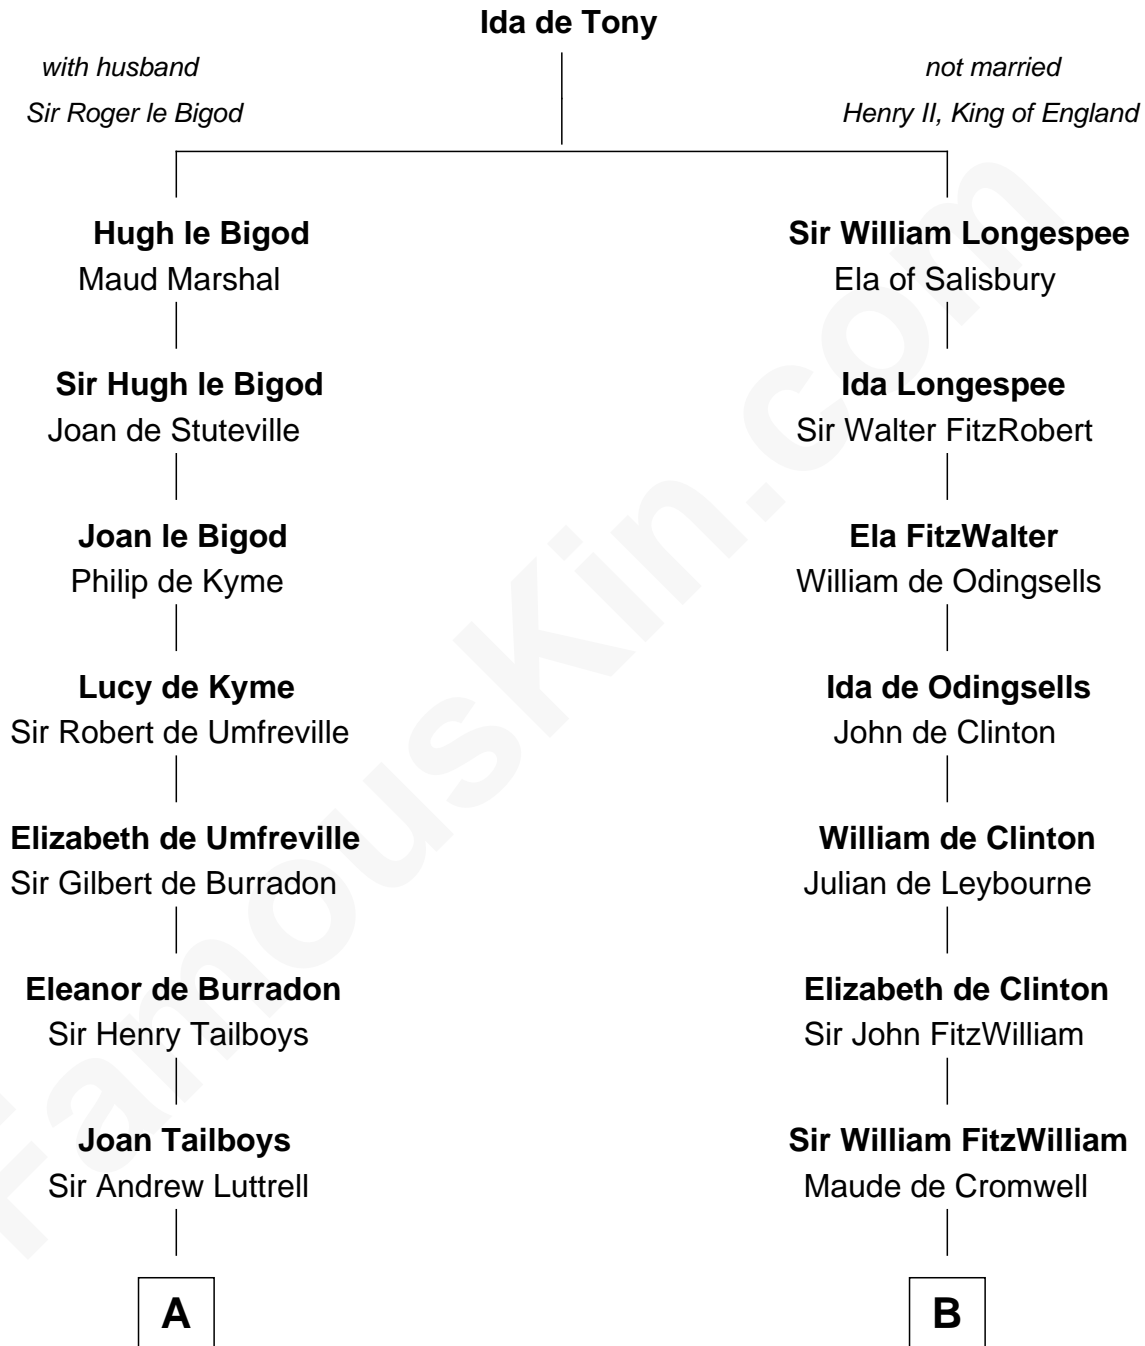 Ida de Tony
with husband
Sir Roger le Bigod
not married
Henry II, King of England
Hugh le Bigod
Maud Marshal
Sir Hugh le Bigod
Joan de Stuteville
Joan le Bigod
Philip de Kyme
Lucy de Kyme
Sir Robert de Umfreville
Elizabeth de Umfreville
Sir Gilbert de Burradon
Eleanor de Burradon
Sir Henry Tailboys
Joan Tailboys
Sir Andrew Luttrell
A
Sir William Longespee
Ela of Salisbury
Ida Longespee
Sir Walter FitzRobert
Ela FitzWalter
William de Odingsells
Ida de Odingsells
John de Clinton
William de Clinton
Julian de Leybourne
Elizabeth de Clinton
Sir John FitzWilliam
Sir William FitzWilliam
Maude de Cromwell
B
FamousKin.com